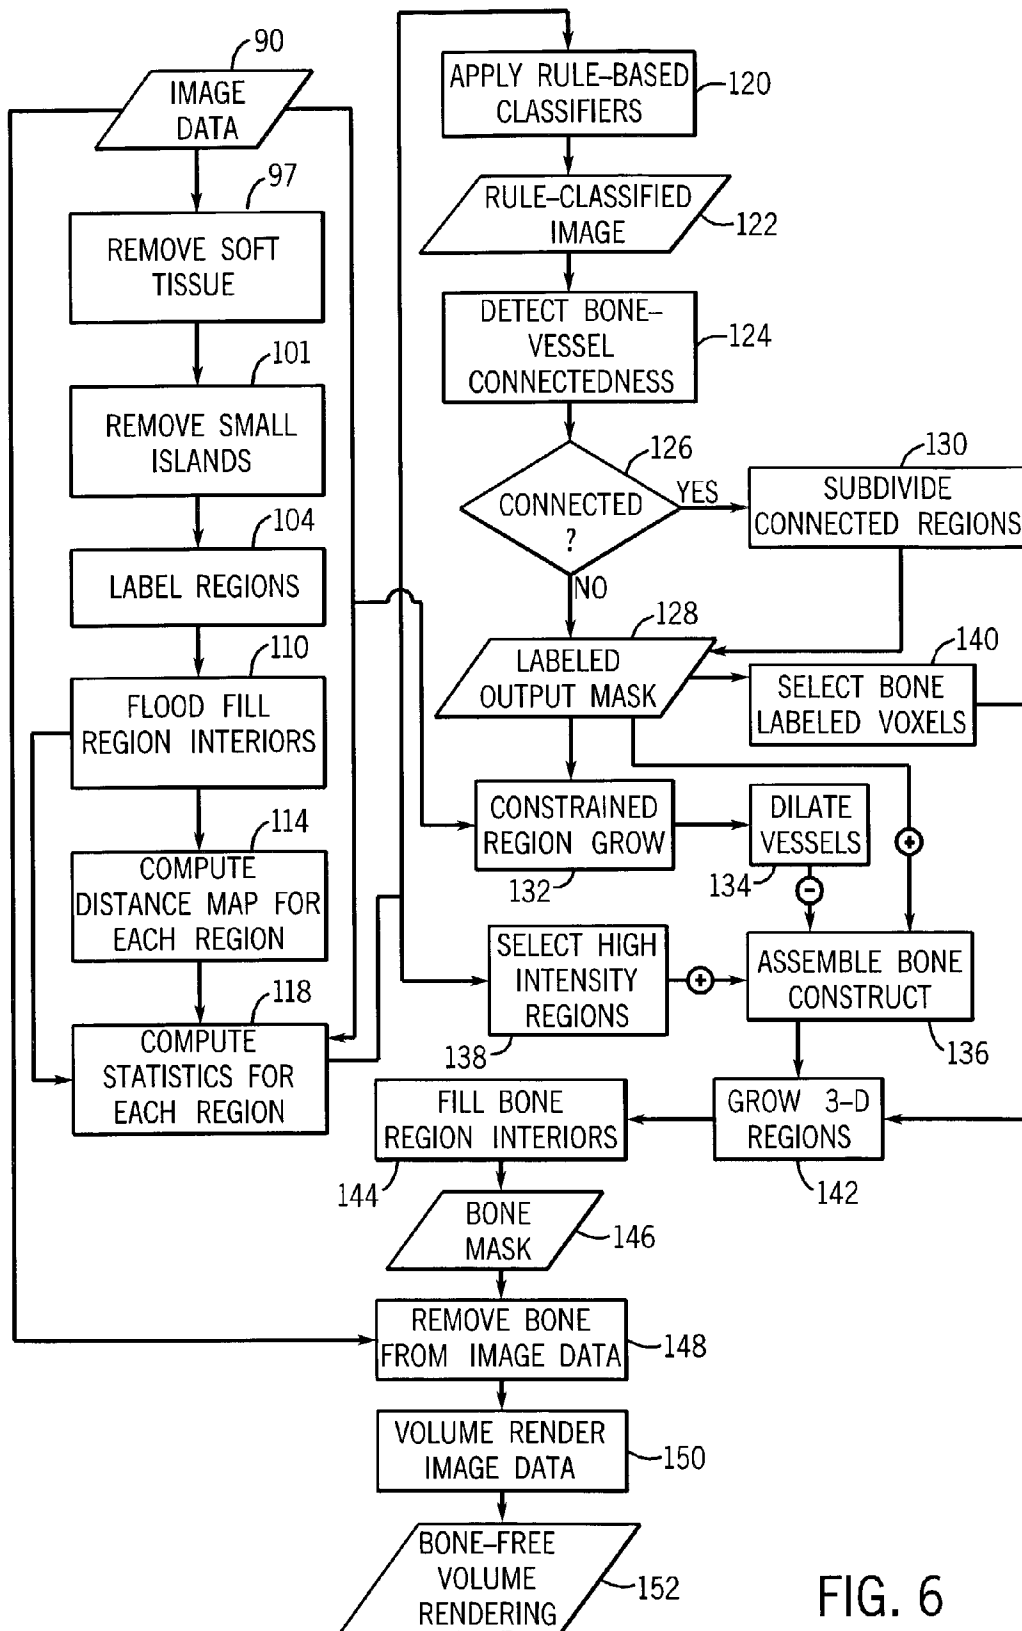 90
IMAGE
DATA
97
REMOVE SOFT
TISSUE
101
REMOVE SMALL
ISLANDS
104
LABEL REGIONS
110
FLOOD FILL
REGION INTERIORS
114
COMPUTE
DISTANCE MAP FOR
EACH REGION
118
COMPUTE
STATISTICS FOR
EACH REGION
APPLY RULE-BASED
CLASSIFIERS
120
RULE-CLASSIFIED
IMAGE
122
DETECT BONE-
VESSEL
CONNECTEDNESS
124
126
CONNECTED
?
YES
NO
130
SUBDIVIDE
CONNECTED REGIONS
128
LABELED
OUTPUT MASK
140
SELECT BONE
LABELED VOXELS
CONSTRAINED
REGION GROW
132
DILATE
VESSELS
134
+
-
SELECT HIGH
INTENSITY
REGIONS
138
+
ASSEMBLE BONE
CONSTRUCT
136
GROW 3-D
REGIONS
142
FILL BONE
REGION INTERIORS
144
BONE
MASK
146
REMOVE BONE
FROM IMAGE DATA
148
VOLUME RENDER
IMAGE DATA
150
BONE-FREE
VOLUME
RENDERING
152
FIG. 6